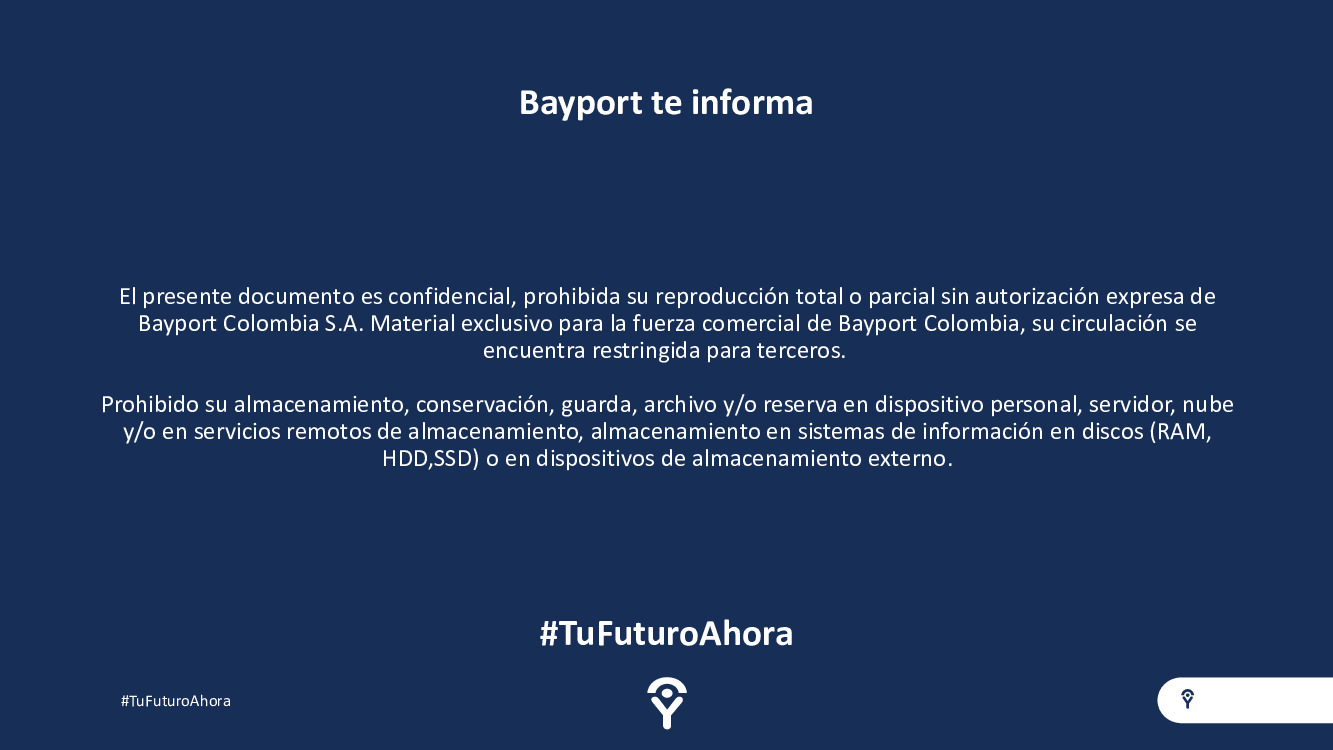 Bayport te informa
El presente documento es confidencial, prohibida su reproducción total o parcial sin autorización expresa de
Bayport Colombia S.A. Material exclusivo para la fuerza comercial de Bayport Colombia, su circulación se
encuentra restringida para terceros.
Prohibido su almacenamiento, conservación, guarda, archivo y/o reserva en dispositivo personal, servidor, nube
y/o en servicios remotos de almacenamiento, almacenamiento en sistemas de información en discos (RAM,
HDD,SSD) o en dispositivos de almacenamiento externo.
#TuFuturoAhora
#TuFuturoAhora